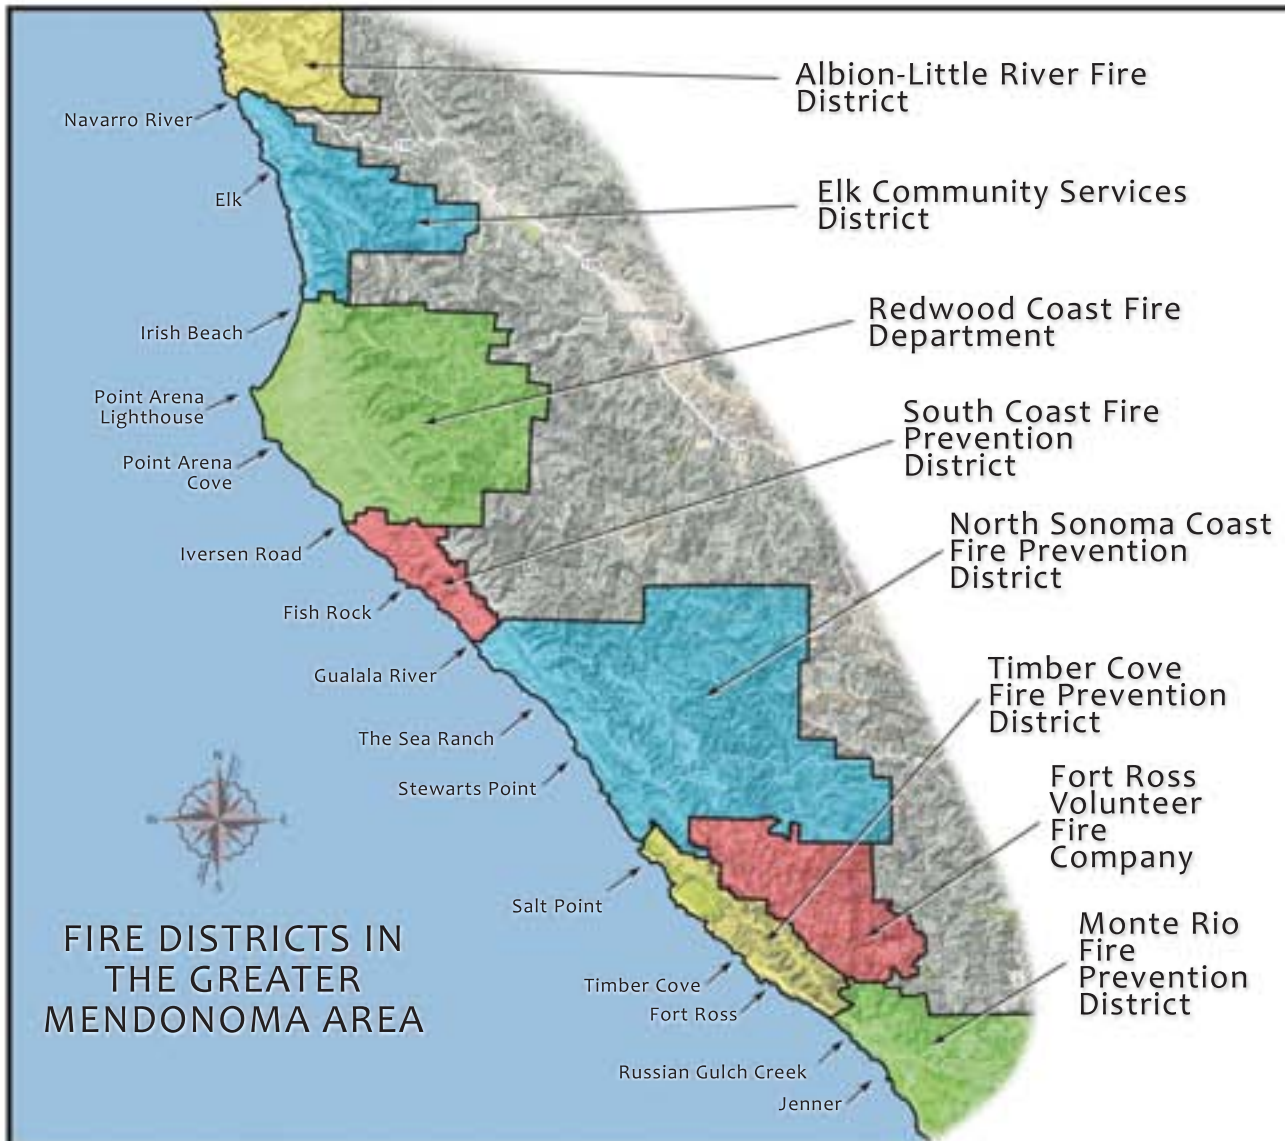 Albion-Little River Fire
District
Navarro River
Elk Community Services
District
Elk
Redwood Coast Fire
Department
Irish Beach
Point Arena
Lighthouse
South Coast Fire
Prevention
District
Point Arena
Cove
North Sonoma Coast
Fire Prevention
District
Iversen Road
Fish Rock
Gualala River
Timber Cove
Fire Prevention
District
The Sea Ranch
Stewarts Point
Fort Ross
Volunteer
Fire
Company
Salt Point
Monte Rio
Fire
Prevention
District
FIRE DISTRICTS IN
THE GREATER
MENDONOMA AREA
Timber Cove
Fort Ross
Russian Gulch Creek
Jenner